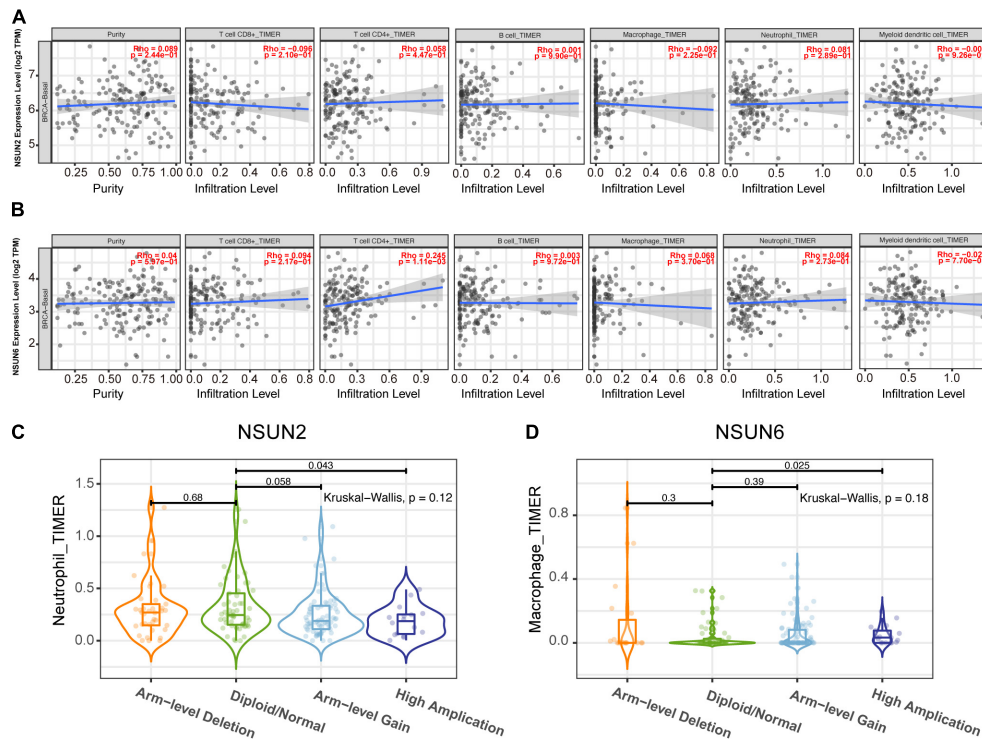 A
Purity
T cell CD8+_TIMER
T cell CD4+_TIMER
B cell_TIMER
Macrophage_TIMER
Neutrophil_TIMER
Myeloid dendritic cell_TIMER
NSUN2 Expression Level (log2 TPM)
BRCA−Basal
Rho = 0.089
p = 2.44e−01
Rho = −0.096
p = 2.10e−01
Rho = 0.058
p = 4.47e−01
Rho = 0.001
p = 9.90e−01
Rho = −0.092
p = 2.25e−01
Rho = 0.081
p = 2.89e−01
Rho = −0.00
p = 9.26e−0
7
6
5
0.25 0.50 0.75 1.00
0.0 0.2 0.4 0.6 0.8
0.0 0.3 0.6 0.9
0.0 0.2 0.4 0.6
0.0 0.2 0.4 0.6 0.8
0.0 0.5 1.0
0.0 0.5 1.0
Purity
Infiltration Level
Infiltration Level
Infiltration Level
Infiltration Level
Infiltration Level
Infiltration Level
B
Purity
T cell CD8+_TIMER
T cell CD4+_TIMER
B cell_TIMER
Macrophage_TIMER
Neutrophil_TIMER
Myeloid dendritic cell_TIMER
NSUN6 Expression Level (log2 TPM)
BRCA−Basal
Rho = 0.04
p = 5.97e−01
Rho = 0.094
p = 2.17e−01
Rho = 0.245
p = 1.11e−03
Rho = 0.003
p = 9.72e−01
Rho = 0.068
p = 3.70e−01
Rho = 0.084
p = 2.73e−01
Rho = −0.02
p = 7.70e−0
4
3
2
0.25 0.50 0.75 1.00
0.0 0.2 0.4 0.6 0.8
0.0 0.3 0.6 0.9
0.0 0.2 0.4 0.6
0.0 0.2 0.4 0.6 0.8
0.0 0.5 1.0
0.0 0.5 1.0
Purity
Infiltration Level
Infiltration Level
Infiltration Level
Infiltration Level
Infiltration Level
Infiltration Level
C
NSUN2
Neutrophil_TIMER
1.5
1.0
0.5
0.0
0.043
0.058
0.68
Kruskal−Wallis, p = 0.12
Arm−level Deletion
Diploid/Normal
Arm−level Gain
High Amplication
D
NSUN6
Macrophage_TIMER
0.8
0.4
0.0
0.025
0.39
0.3
Kruskal−Wallis, p = 0.18
Arm−level Deletion
Diploid/Normal
Arm−level Gain
High Amplication